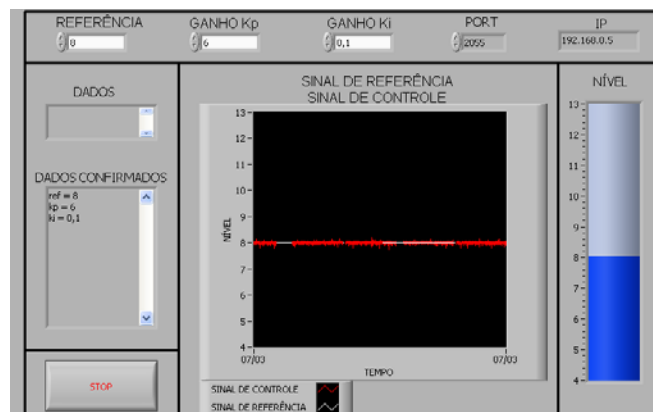 REFERÊNCIA
8
GANHO Kp
6
GANHO Ki
0,1
PORT
2055
IP
192.168.0.5
DADOS
DADOS CONFIRMADOS
ref = 8
kp = 6
ki = 0,1
STOP
SINAL DE REFERÊNCIA
SINAL DE CONTROLE
NÍVEL
13
12
11
10
9
8
7
6
5
4
07/03
07/03
TEMPO
SINAL DE CONTROLE
SINAL DE REFERÊNCIA
NÍVEL
13
12
11
10
9
8
7
6
5
4